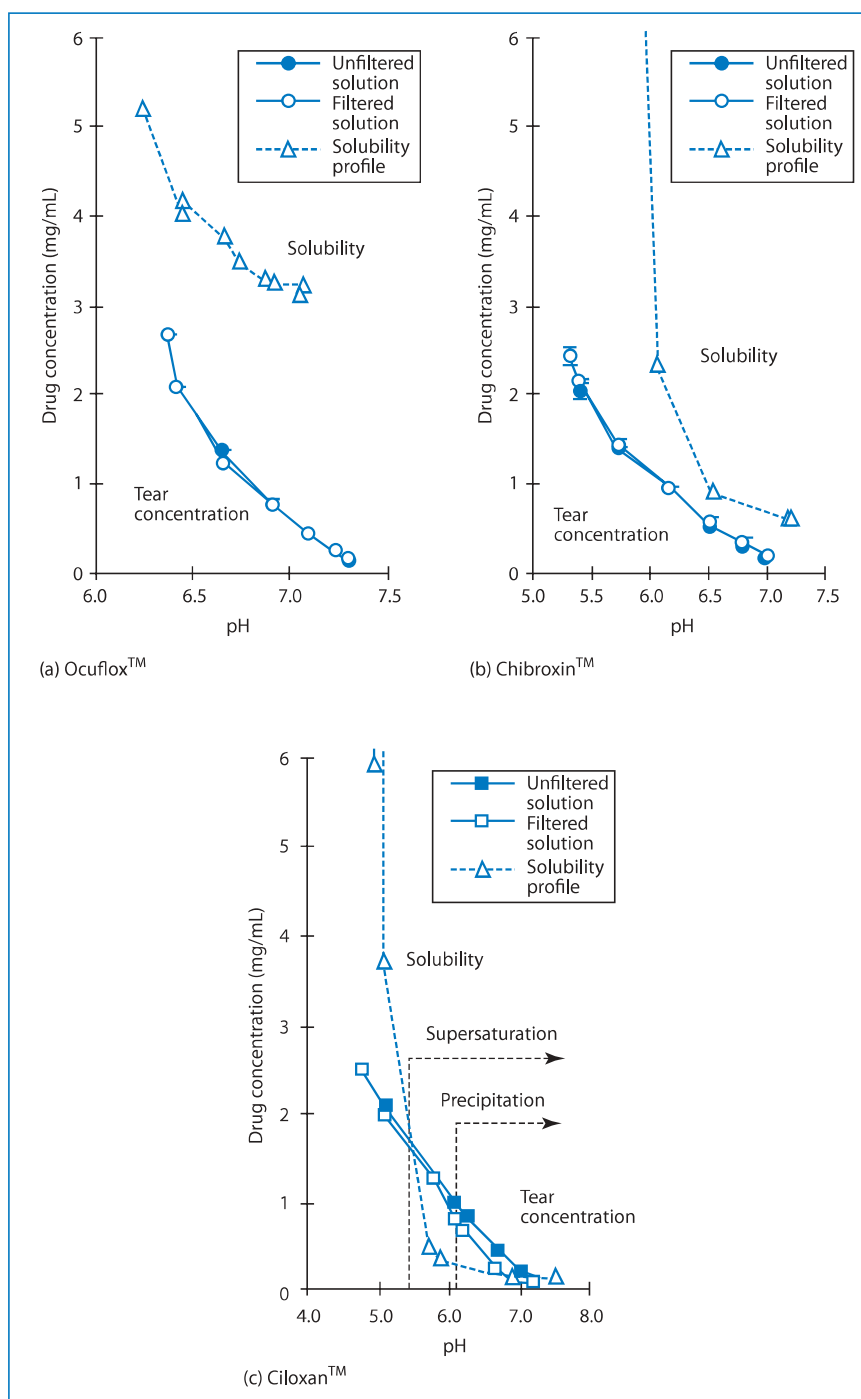 6
5
4
3
2
1
0
Drug concentration (mg/mL)
Unfiltered
solution
Filtered
solution
Solubility
profile
Solubility
Tear
concentration
6.0
6.5
7.0
7.5
pH
(a) Ocuflox™
6
5
4
3
2
1
0
Drug concentration (mg/mL)
Unfiltered
solution
Filtered
solution
Solubility
profile
Solubility
Tear
concentration
5.0
5.5
6.0
6.5
7.0
7.5
pH
(b) Chibroxin™
6
5
4
3
2
1
0
Drug concentration (mg/mL)
Unfiltered
solution
Filtered
solution
Solubility
profile
Solubility
Supersaturation
Precipitation
Tear
concentration
4.0
5.0
6.0
7.0
8.0
pH
(c) Ciloxan™